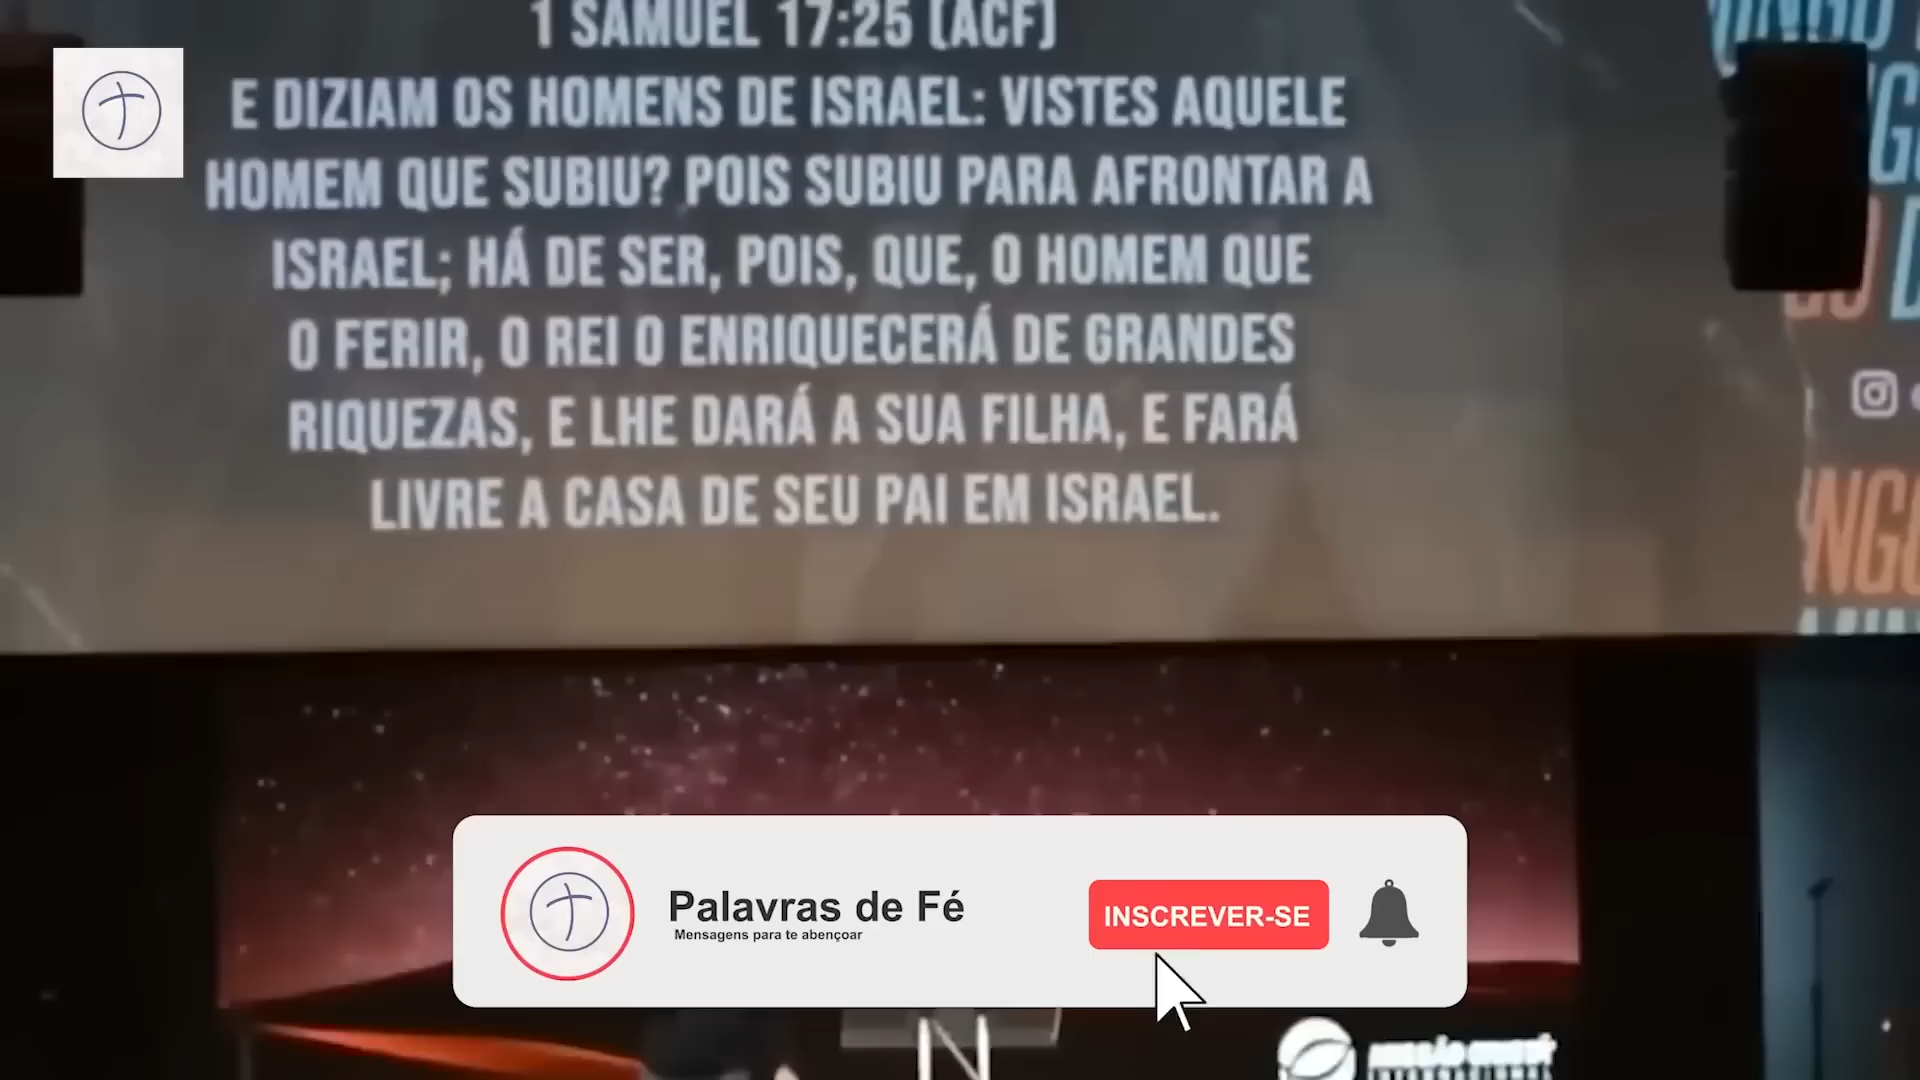 1 SAMUEL 17:25 (ACF)
E DIZIAM OS HOMENS DE ISRAEL: VISTES AQUELE
HOMEM QUE SUBIU? POIS SUBIU PARA AFRONTAR A
ISRAEL; HÁ DE SER, POIS, QUE, O HOMEM QUE
O FERIR, O REI O ENRIQUECERÁ DE GRANDES
RIQUEZAS, E LHE DARÁ A SUA FILHA, E FARÁ
LIVRE A CASA DE SEU PAI EM ISRAEL.
Palavras de Fé
Mensagens para te abençoar
INSCREVER-SE
N